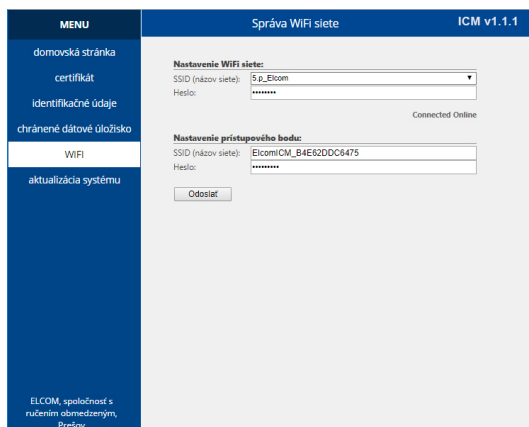 MENU
Správa WiFi siete
ICM v1.1.1
domovská stránka
certifikát
identifikačné údaje
chránené dátové úložisko
WIFI
aktualizácia systému
Nastavenie WiFi siete:
SSID (názov siete):
5.p_Elcom
Heslo:
••••••••
Connected Online
Nastavenie prístupového bodu:
SSID (názov siete):
ElcomICM_B4E62DDC6475
Heslo:
•••••••••
Odoslať
ELCOM, spoločnosť s
ručením obmedzeným,
Prešov